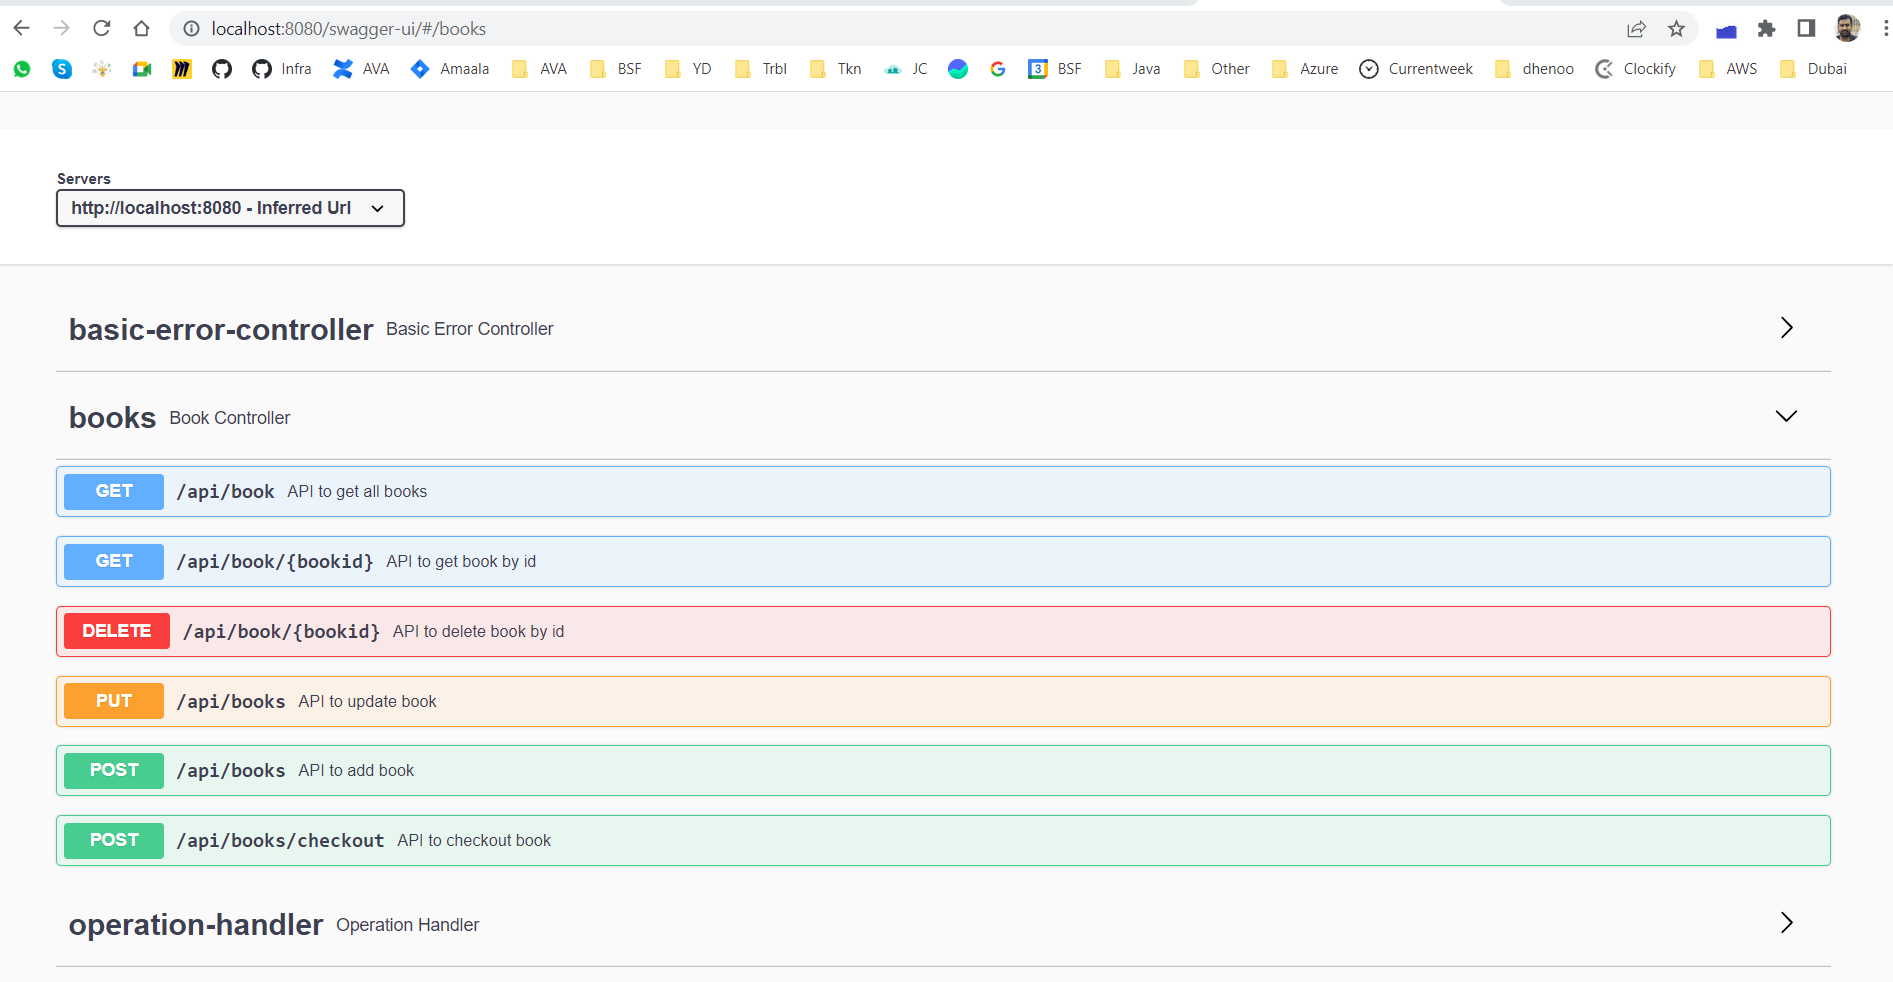 localhost:8080/swagger-ui/#/books
Infra AVA Amaala AVA BSF YD Trbl Tkn JC 3 BSF Java Other Azure Currentweek dhenoo Clockify AWS Dubai
Servers
http://localhost:8080 - Inferred Url
basic-error-controller Basic Error Controller
books Book Controller
GET /api/book API to get all books
GET /api/book/{bookid} API to get book by id
DELETE /api/book/{bookid} API to delete book by id
PUT /api/books API to update book
POST /api/books API to add book
POST /api/books/checkout API to checkout book
operation-handler Operation Handler